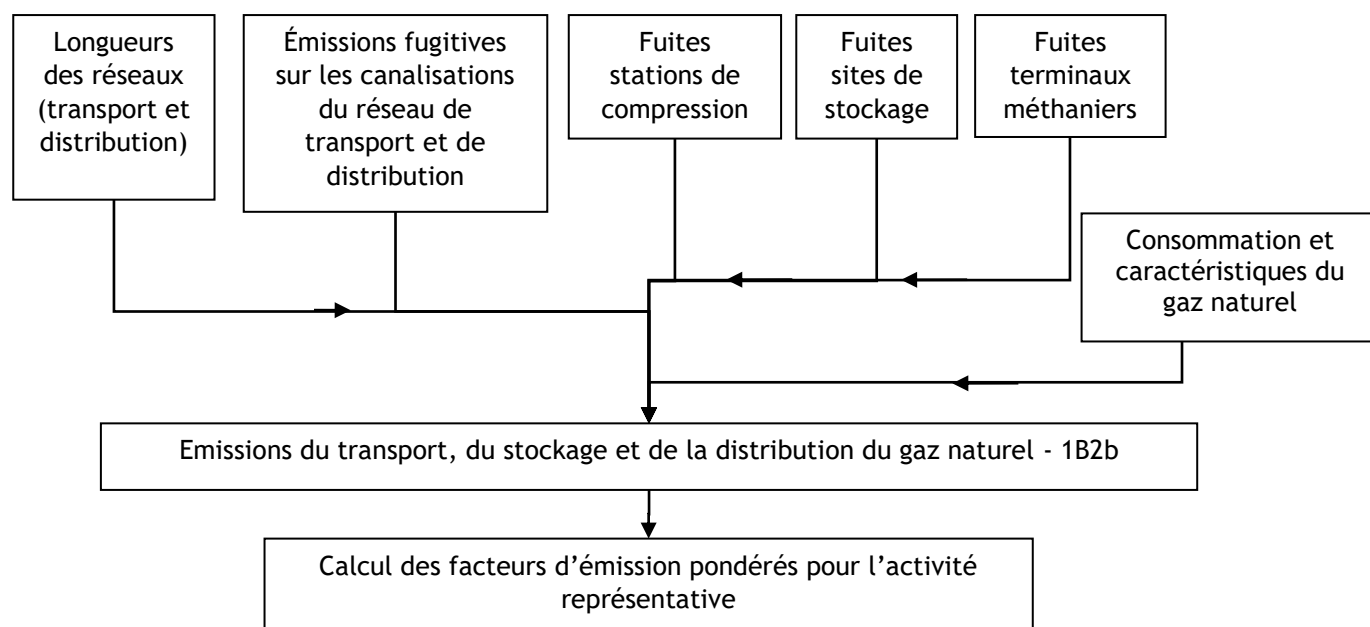 Longueurs
des réseaux
(transport et
distribution)
Émissions fugitives
sur les canalisations
du réseau de
transport et de
distribution
Fuites
stations de
compression
Fuites
sites de
stockage
Fuites
terminaux
méthaniers
Consommation et
caractéristiques du
gaz naturel
Emissions du transport, du stockage et de la distribution du gaz naturel - 1B2b
Calcul des facteurs d’émission pondérés pour l’activité
représentative